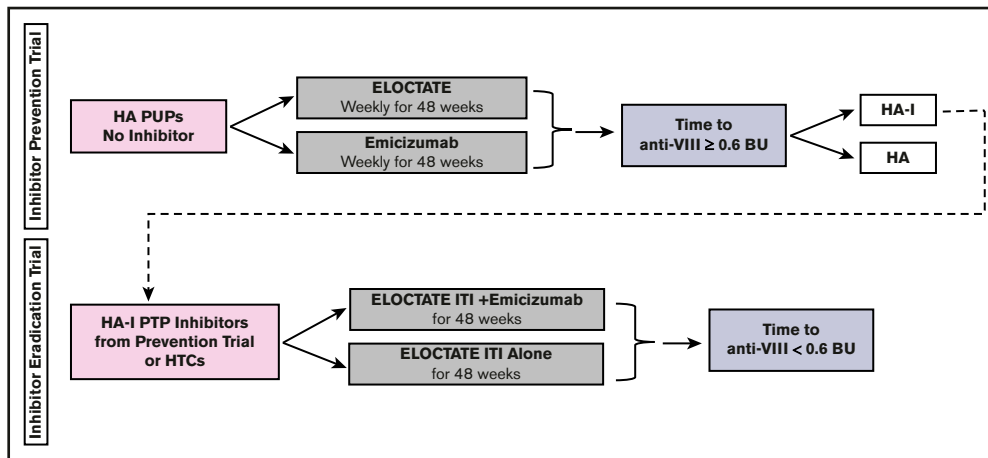 Inhibitor Prevention Trial
HA PUPs
No Inhibitor
ELOCTATE
Weekly for 48 weeks
Emicizumab
Weekly for 48 weeks
Time to
anti-VIII ≥ 0.6 BU
HA-I
HA
Inhibitor Eradication Trial
HA-I PTP Inhibitors
from Prevention Trial
or HTCs
ELOCTATE ITI +Emicizumab
for 48 weeks
ELOCTATE ITI Alone
for 48 weeks
Time to
anti-VIII < 0.6 BU